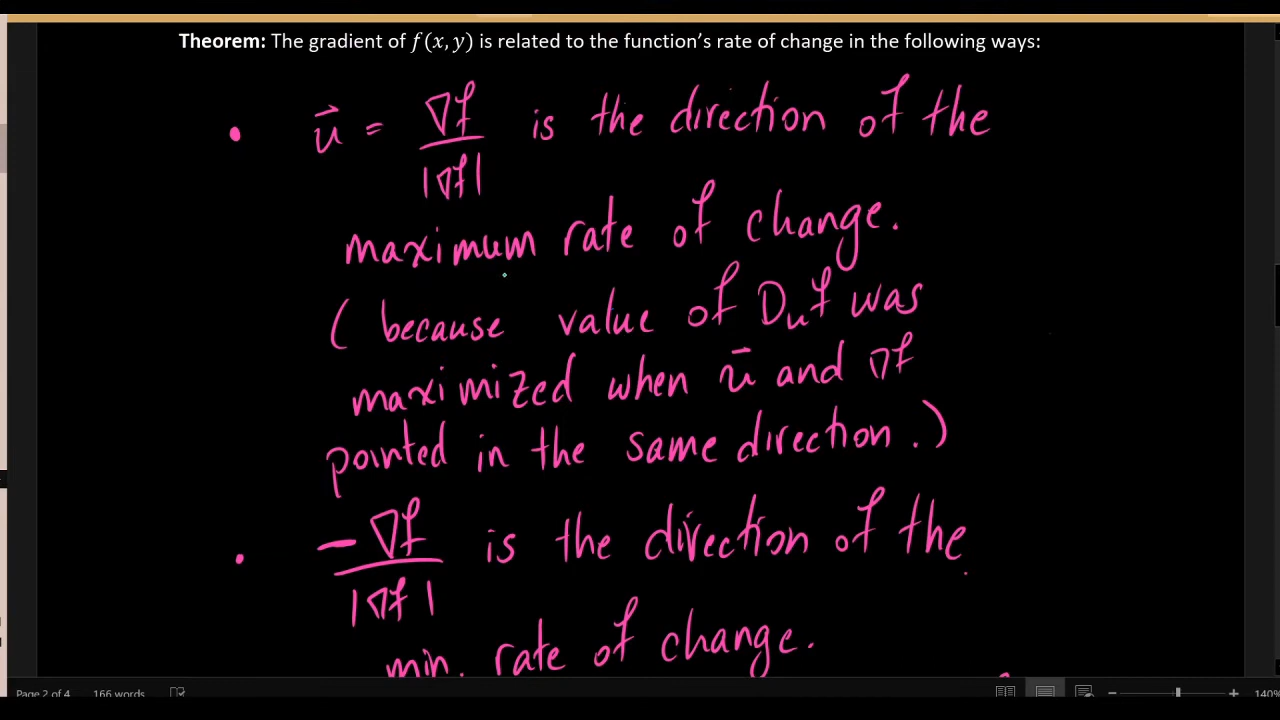 Theorem: The gradient of f(x, y) is related to the function's rate of change in the following ways:
• u⃗ = ∇f / |∇f| is the direction of the
maximum rate of change.
( because value of Duf was
maximized when u⃗ and ∇f
pointed in the same direction.)
• -∇f / |∇f| is the direction of the
min. rate of change.
Page 2 of 4 166 words 140%